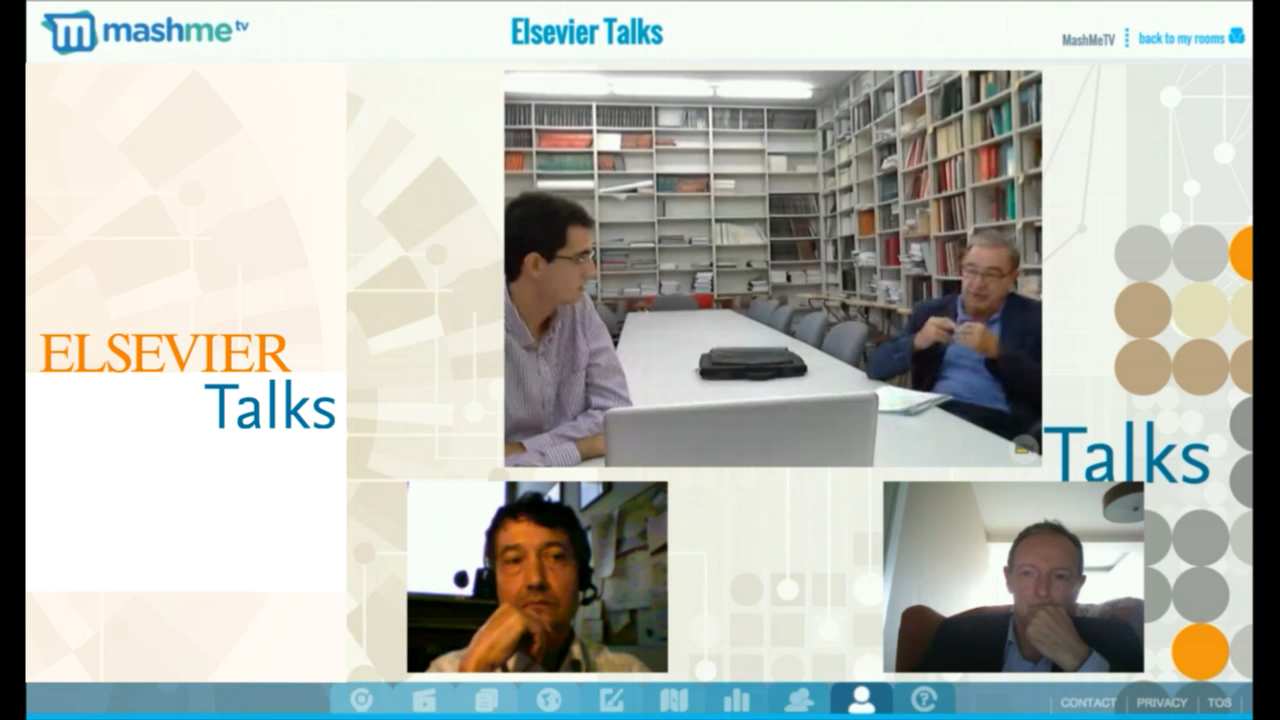 mashme tv
Elsevier Talks
MashMeTV
back to my rooms
ELSEVIER
Talks
Talks
CONTACT
PRIVACY
TOS